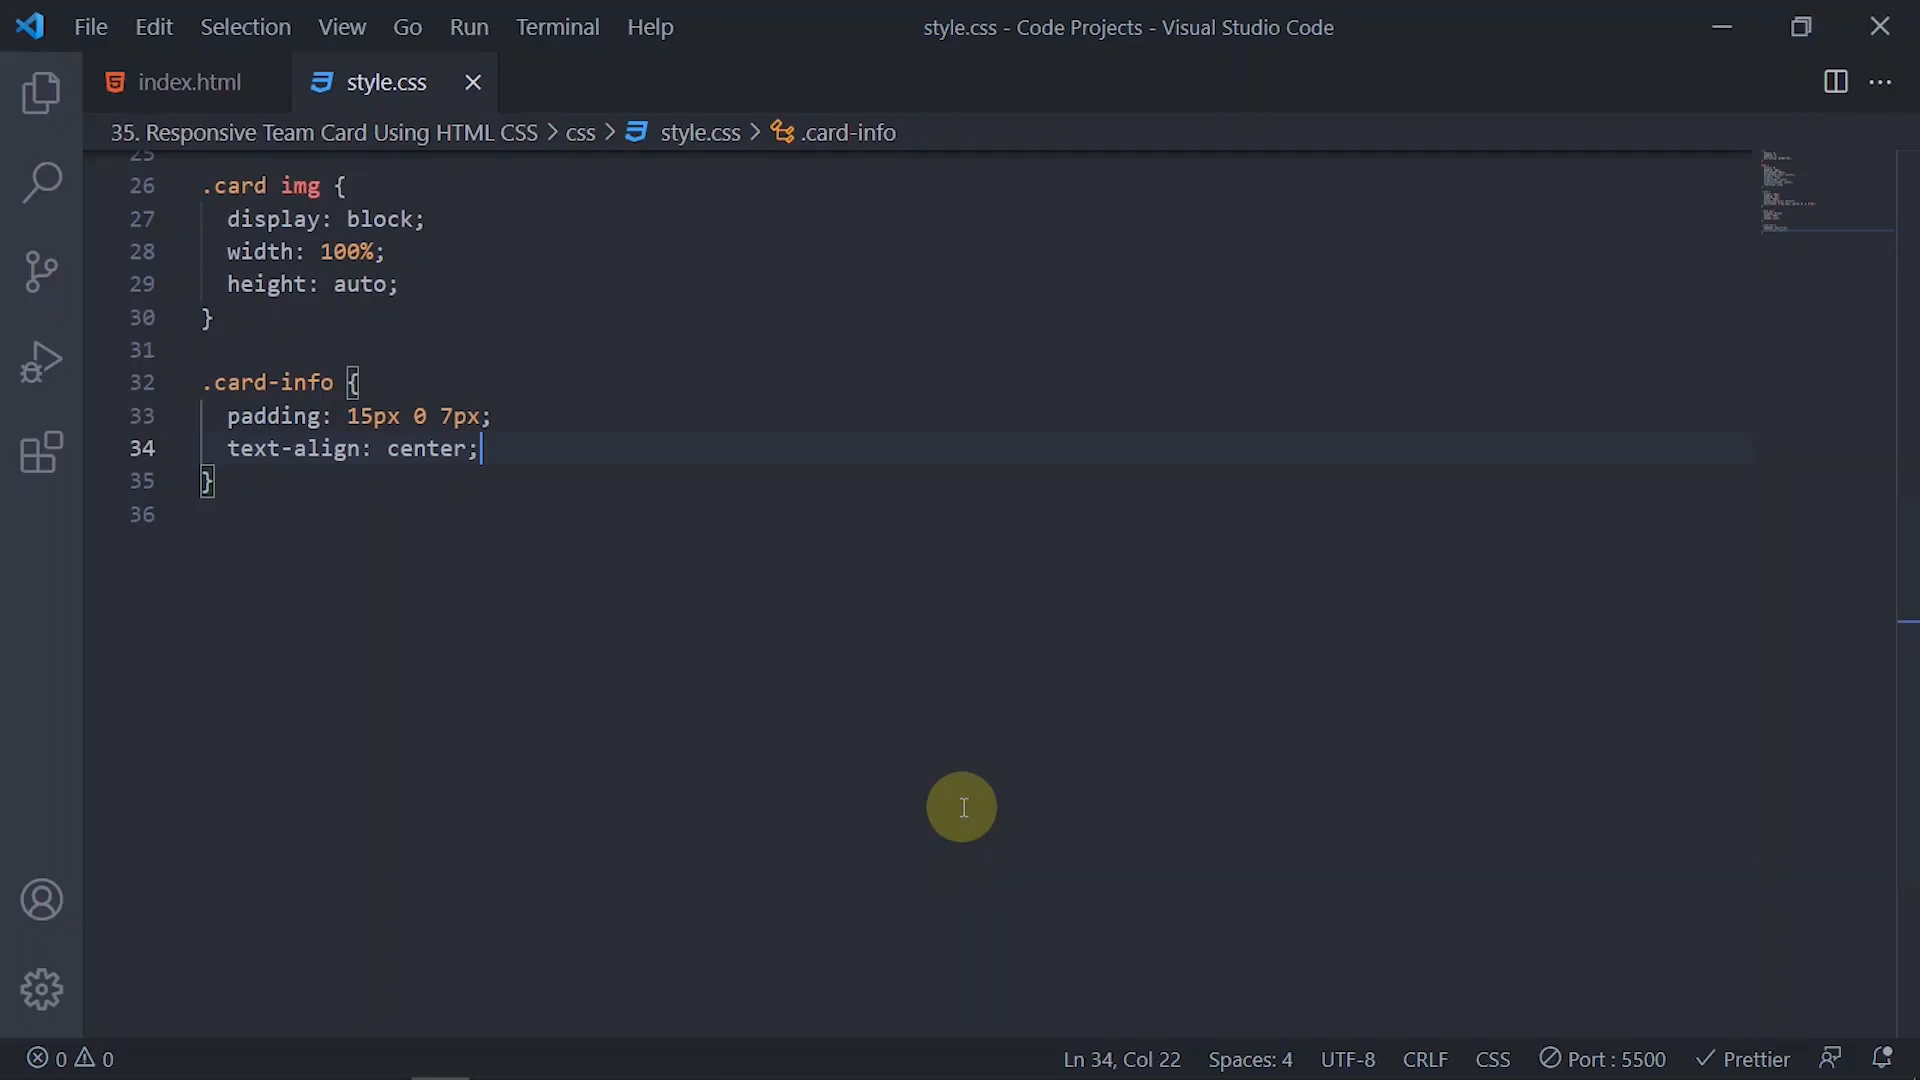 File Edit Selection View Go Run Terminal Help style.css - Code Projects - Visual Studio Code
index.html style.css
35. Responsive Team Card Using HTML CSS > css > style.css > .card-info
25
26 .card img {
27 display: block;
28 width: 100%;
29 height: auto;
30 }
31
32 .card-info {
33 padding: 15px 0 7px;
34 text-align: center;
35 }
36
0 0 Ln 34, Col 22 Spaces: 4 UTF-8 CRLF CSS Port : 5500 Prettier